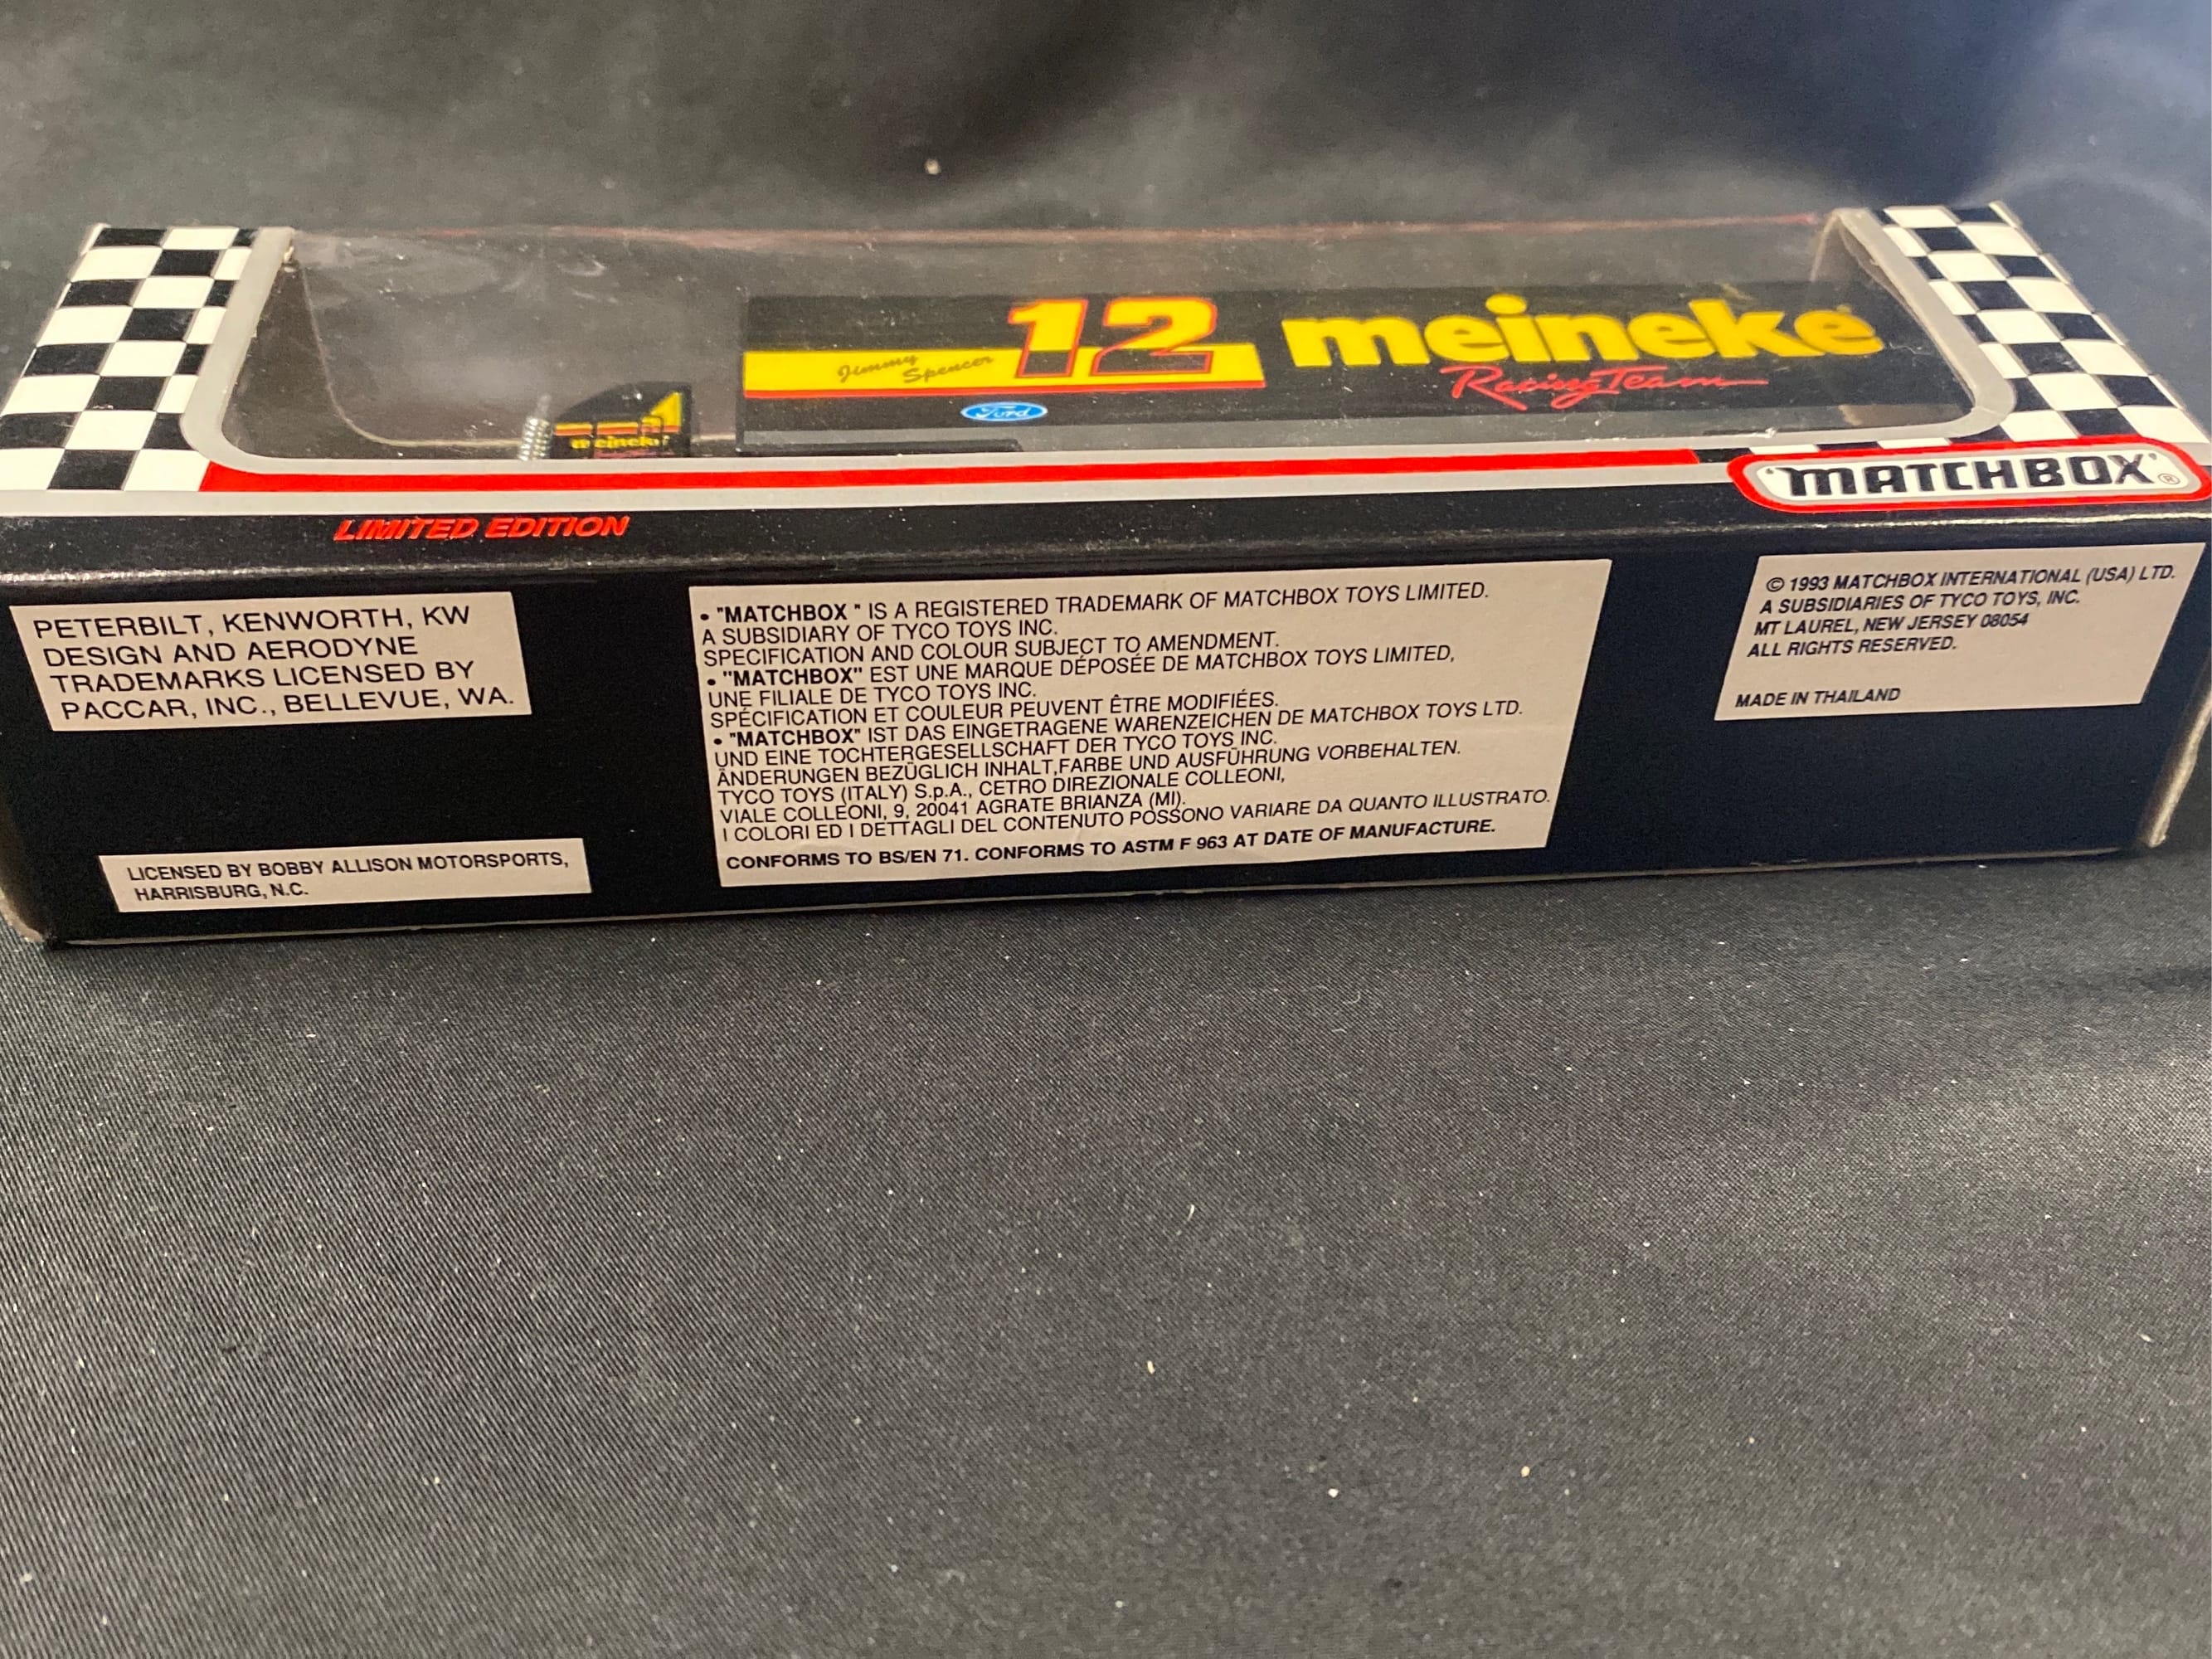 12
meineke
Jimmy
Spencer
Racing Team
Ford
meineke
'MATCHBOX'®
LIMITED EDITION
PETERBILT, KENWORTH, KW
DESIGN AND AERODYNE
TRADEMARKS LICENSED BY
PACCAR, INC., BELLEVUE, WA.
LICENSED BY BOBBY ALLISON MOTORSPORTS,
HARRISBURG, N.C.
• "MATCHBOX " IS A REGISTERED TRADEMARK OF MATCHBOX TOYS LIMITED.
A SUBSIDIARY OF TYCO TOYS INC.
SPECIFICATION AND COLOUR SUBJECT TO AMENDMENT.
• "MATCHBOX" EST UNE MARQUE DÉPOSÉE DE MATCHBOX TOYS LIMITED,
UNE FILIALE DE TYCO TOYS INC.
SPÉCIFICATION ET COULEUR PEUVENT ÊTRE MODIFIÉES.
• "MATCHBOX" IST DAS EINGETRAGENE WARENZEICHEN DE MATCHBOX TOYS LTD.
UND EINE TOCHTERGESELLSCHAFT DER TYCO TOYS INC.
ÄNDERUNGEN BEZÜGLICH INHALT,FARBE UND AUSFÜHRUNG VORBEHALTEN.
TYCO TOYS (ITALY) S.p.A., CETRO DIREZIONALE COLLEONI,
VIALE COLLEONI, 9, 20041 AGRATE BRIANZA (MI).
I COLORI ED I DETTAGLI DEL CONTENUTO POSSONO VARIARE DA QUANTO ILLUSTRATO.
CONFORMS TO BS/EN 71. CONFORMS TO ASTM F 963 AT DATE OF MANUFACTURE.
© 1993 MATCHBOX INTERNATIONAL (USA) LTD.
A SUBSIDIARIES OF TYCO TOYS, INC.
MT LAUREL, NEW JERSEY 08054
ALL RIGHTS RESERVED.
MADE IN THAILAND